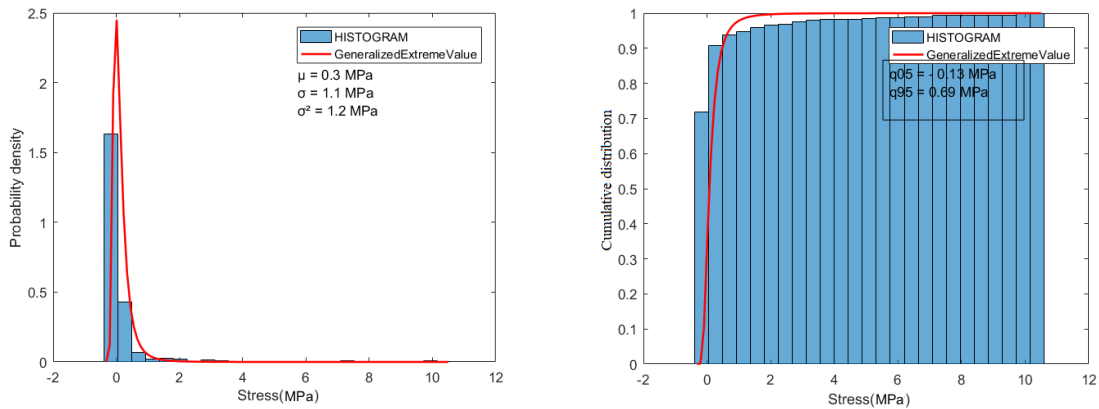 2.5
2
1.5
1
0.5
0
-2
0
2
4
6
8
10
12
Probability density
Stress(MPa)
HISTOGRAM
GeneralizedExtremeValue
μ = 0.3 MPa
σ = 1.1 MPa
σ² = 1.2 MPa
1
0.9
0.8
0.7
0.6
0.5
0.4
0.3
0.2
0.1
0
-2
0
2
4
6
8
10
12
Cumulative distribution
Stress(MPa)
HISTOGRAM
GeneralizedExtremeValue
q05 = - 0.13 MPa
q95 = 0.69 MPa